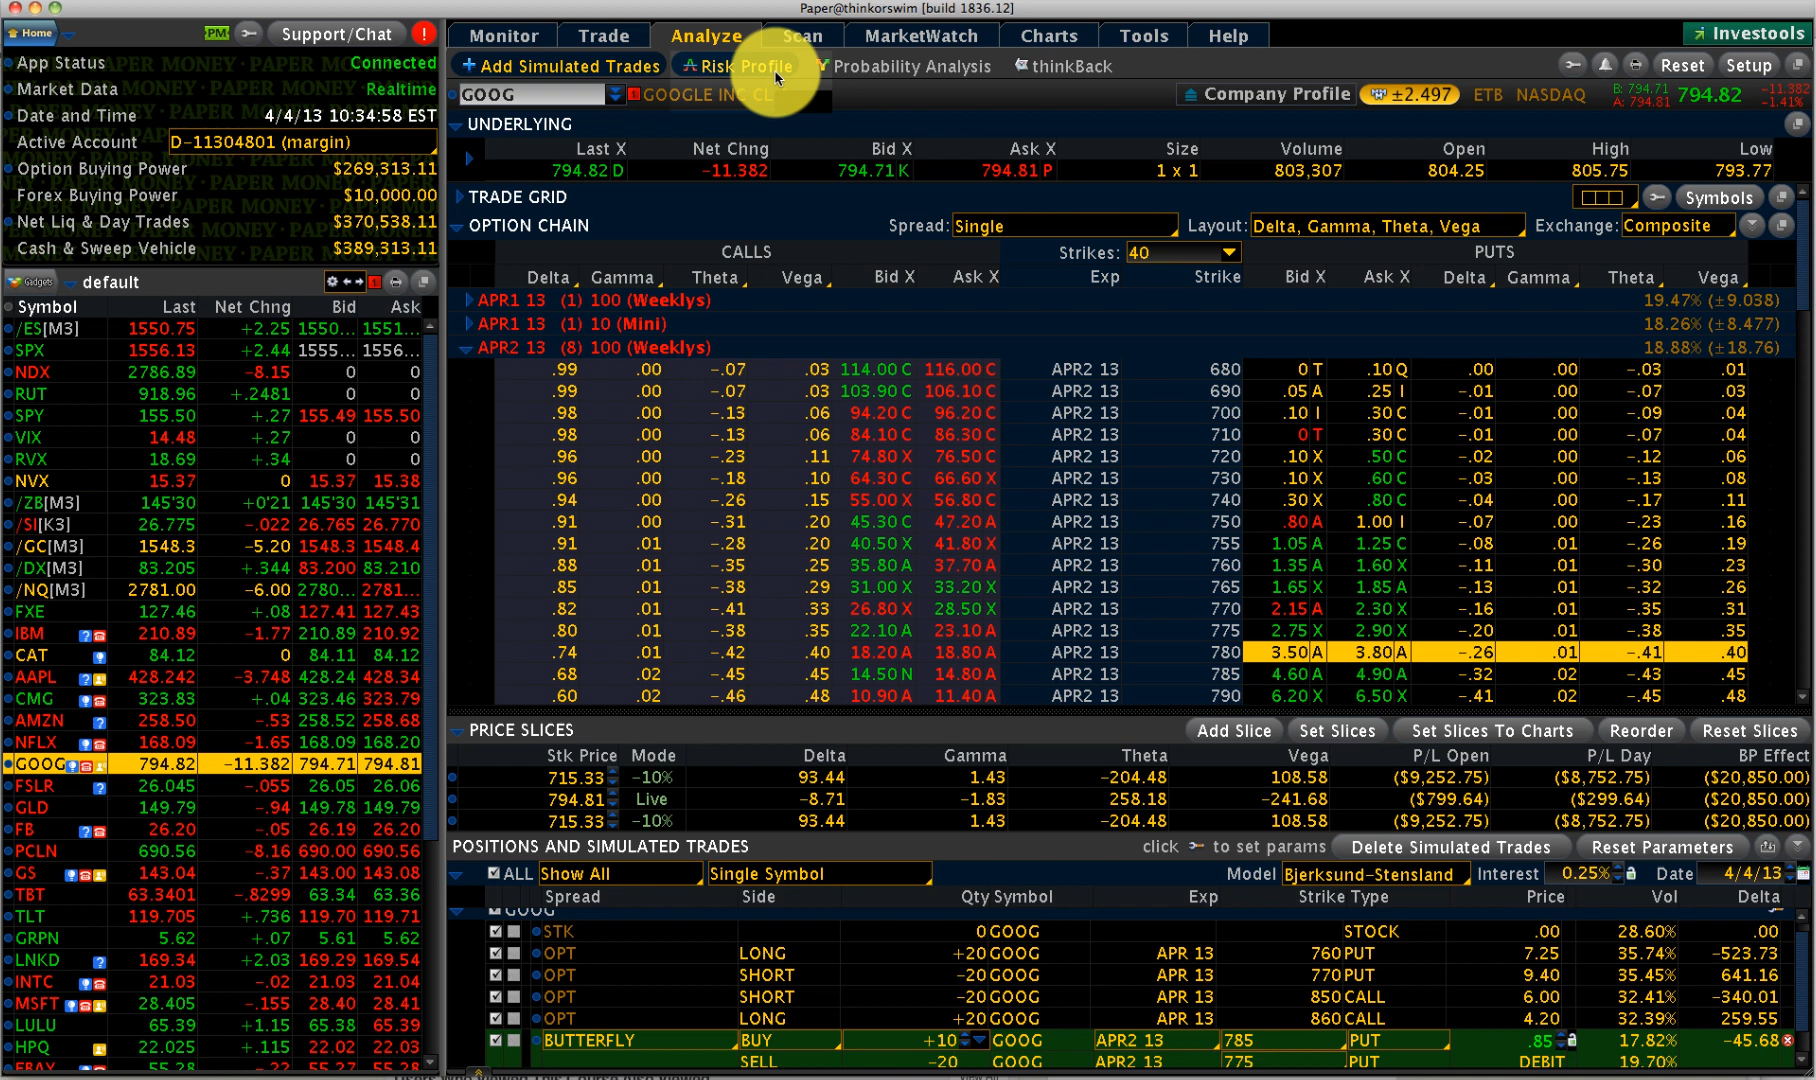 Paper@thinkorswim [build 1836.12]
Home PM Support/Chat !
App Status Connected
Market Data Realtime
Date and Time 4/4/13 10:34:58 EST
Active Account D-11304801 (margin)
Option Buying Power $269,313.11
Forex Buying Power $10,000.00
Net Liq & Day Trades $370,538.11
Cash & Sweep Vehicle $389,313.11
Gadgets default
Symbol Last Net Chng Bid Ask
/ES[M3] 1550.75 +2.25 1550... 1551...
SPX 1556.13 +2.44 1555... 1556...
NDX 2786.89 -8.15 0 0
RUT 918.96 +.2481 0 0
SPY 155.50 +.27 155.49 155.50
VIX 14.48 +.27 0 0
RVX 18.69 +.34 0 0
NVX 15.37 0 15.37 15.38
/ZB[M3] 145'30 +0'21 145'30 145'31
/SI[K3] 26.775 -.022 26.765 26.770
/GC[M3] 1548.3 -5.20 1548.3 1548.4
/DX[M3] 83.205 +.344 83.200 83.210
/NQ[M3] 2781.00 -6.00 2780... 2781...
FXE 127.46 +.08 127.41 127.43
IBM 210.89 -1.77 210.89 210.92
CAT 84.12 0 84.11 84.12
AAPL 428.242 -3.748 428.24 428.34
CMG 323.83 +.04 323.46 323.79
AMZN 258.50 -.53 258.52 258.68
NFLX 168.09 -1.65 168.09 168.20
GOOG 794.82 -11.382 794.71 794.81
FSLR 26.045 -.055 26.05 26.06
GLD 149.79 -.94 149.78 149.79
FB 26.20 -.05 26.19 26.20
PCLN 690.56 -8.16 690.00 690.56
GS 143.04 -.37 143.00 143.08
TBT 63.3401 -.8299 63.34 63.36
TLT 119.705 +.736 119.70 119.71
GRPN 5.62 +.07 5.61 5.62
LNKD 169.34 +2.03 169.29 169.54
INTC 21.03 -.02 21.03 21.04
MSFT 28.405 -.155 28.40 28.41
LULU 65.39 +1.15 65.38 65.39
HPQ 22.025 +.115 22.02 22.03
EBAY 55.28 -.22 55.27 55.28
Monitor Trade Analyze Scan MarketWatch Charts Tools Help Investools
+ Add Simulated Trades Risk Profile Probability Analysis thinkBack Reset Setup
GOOG GOOGLE INC CL Company Profile ±2.497 ETB NASDAQ B: 794.71 A: 794.81 794.82 -11.382 -1.41%
UNDERLYING
Last X Net Chng Bid X Ask X Size Volume Open High Low
794.82 D -11.382 794.71 K 794.81 P 1 x 1 803,307 804.25 805.75 793.77
TRADE GRID Symbols
OPTION CHAIN Spread: Single Layout: Delta, Gamma, Theta, Vega Exchange: Composite
CALLS Strikes: 40 PUTS
Delta Gamma Theta Vega Bid X Ask X Exp Strike Bid X Ask X Delta Gamma Theta Vega
APR1 13 (1) 100 (Weeklys) 19.47% (±9.038)
APR1 13 (1) 10 (Mini) 18.26% (±8.477)
APR2 13 (8) 100 (Weeklys) 18.88% (±18.76)
.99 .00 -.07 .03 114.00 C 116.00 C APR2 13 680 0 T .10 Q .00 .00 -.03 .01
.99 .00 -.07 .03 103.90 C 106.10 C APR2 13 690 .05 A .25 I -.01 .00 -.07 .03
.98 .00 -.13 .06 94.20 C 96.20 C APR2 13 700 .10 I .30 C -.01 .00 -.09 .04
.98 .00 -.13 .06 84.10 C 86.30 C APR2 13 710 0 T .30 C -.01 .00 -.07 .04
.96 .00 -.23 .11 74.80 X 76.50 C APR2 13 720 .10 X .50 C -.02 .00 -.12 .06
.96 .00 -.18 .10 64.30 C 66.60 X APR2 13 730 .10 X .60 C -.03 .00 -.13 .08
.94 .00 -.26 .15 55.00 X 56.80 C APR2 13 740 .30 X .80 C -.04 .00 -.17 .11
.91 .00 -.31 .20 45.30 C 47.20 A APR2 13 750 .80 A 1.00 I -.07 .00 -.23 .16
.91 .01 -.28 .20 40.50 X 41.80 X APR2 13 755 1.05 A 1.25 C -.08 .01 -.26 .19
.88 .01 -.35 .25 35.80 A 37.70 A APR2 13 760 1.35 A 1.60 X -.11 .01 -.30 .23
.85 .01 -.38 .29 31.00 X 33.20 X APR2 13 765 1.65 X 1.85 A -.13 .01 -.32 .26
.82 .01 -.41 .33 26.80 X 28.50 X APR2 13 770 2.15 A 2.30 X -.16 .01 -.35 .31
.80 .01 -.38 .35 22.10 A 23.10 A APR2 13 775 2.75 X 2.90 X -.20 .01 -.38 .35
.74 .01 -.42 .40 18.20 A 18.80 A APR2 13 780 3.50 A 3.80 A -.26 .01 -.41 .40
.68 .02 -.45 .45 14.50 N 14.80 A APR2 13 785 4.60 A 4.90 A -.32 .02 -.43 .45
.60 .02 -.46 .48 10.90 A 11.40 A APR2 13 790 6.20 X 6.50 X -.41 .02 -.45 .48
PRICE SLICES Add Slice Set Slices Set Slices To Charts Reorder Reset Slices
Stk Price Mode Delta Gamma Theta Vega P/L Open P/L Day BP Effect
715.33 -10% 93.44 1.43 -204.48 108.58 ($9,252.75) ($8,752.75) ($20,850.00)
794.81 Live -8.71 -1.83 258.18 -241.68 ($799.64) ($299.64) ($20,850.00)
715.33 -10% 93.44 1.43 -204.48 108.58 ($9,252.75) ($8,752.75) ($20,850.00)
POSITIONS AND SIMULATED TRADES click to set params Delete Simulated Trades Reset Parameters
ALL Show All Single Symbol Model Bjerksund-Stensland Interest 0.25% Date 4/4/13
Spread Side Qty Symbol Exp Strike Type Price Vol Delta
GOOG
STK 0 GOOG STOCK .00 28.60% .00
OPT LONG +20 GOOG APR 13 760 PUT 7.25 35.74% -523.73
OPT SHORT -20 GOOG APR 13 770 PUT 9.40 35.45% 641.16
OPT SHORT -20 GOOG APR 13 850 CALL 6.00 32.41% -340.01
OPT LONG +20 GOOG APR 13 860 CALL 4.20 32.39% 259.55
BUTTERFLY BUY +10 GOOG APR2 13 785 PUT .85 17.82% -45.68
SELL -20 APR2 13 775 PUT DEBIT 19.70%